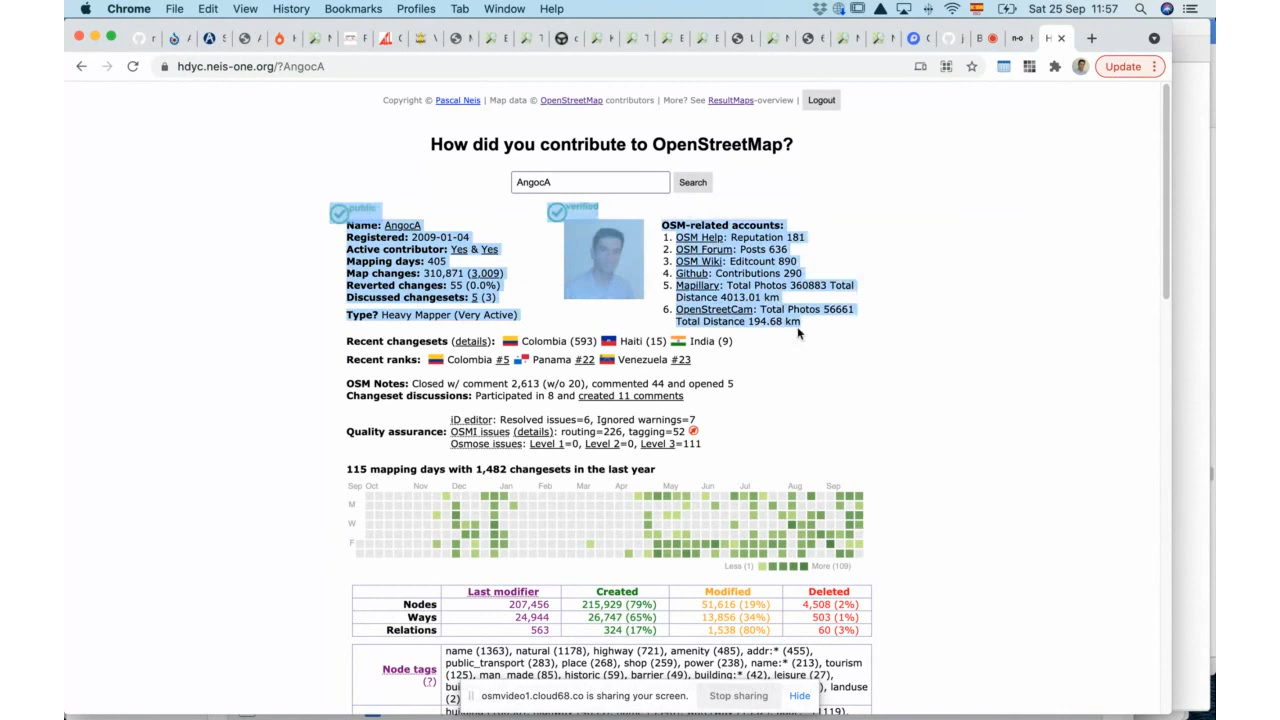 Chrome File Edit View History Bookmarks Profiles Tab Window Help Sat 25 Sep 11:57
hdyc.neis-one.org/?AngocA Update
Copyright © Pascal Neis | Map data © OpenStreetMap contributors | More? See ResultMaps-overview | Logout
How did you contribute to OpenStreetMap?
AngocA Search
public
Name: AngocA
Registered: 2009-01-04
Active contributor: Yes & Yes
Mapping days: 405
Map changes: 310,871 (3,009)
Reverted changes: 55 (0.0%)
Discussed changesets: 5 (3)
Type? Heavy Mapper (Very Active)
verified
OSM-related accounts:
1. OSM Help: Reputation 181
2. OSM Forum: Posts 636
3. OSM Wiki: Editcount 890
4. Github: Contributions 290
5. Mapillary: Total Photos 360883 Total
Distance 4013.01 km
6. OpenStreetCam: Total Photos 56661
Total Distance 194.68 km
Recent changesets (details): Colombia (593) Haiti (15) India (9)
Recent ranks: Colombia #5 Panama #22 Venezuela #23
OSM Notes: Closed w/ comment 2,613 (w/o 20), commented 44 and opened 5
Changeset discussions: Participated in 8 and created 11 comments
iD editor: Resolved issues=6, Ignored warnings=7
Quality assurance: OSMI issues (details): routing=226, tagging=52
Osmose issues: Level 1=0, Level 2=0, Level 3=111
115 mapping days with 1,482 changesets in the last year
Sep Oct Nov Dec Jan Feb Mar Apr May Jun Jul Aug Sep
M
W
F
Less (1) More (109)
Last modifier Created Modified Deleted
Nodes 207,456 215,929 (79%) 51,616 (19%) 4,508 (2%)
Ways 24,944 26,747 (65%) 13,856 (34%) 503 (1%)
Relations 563 324 (17%) 1,538 (80%) 60 (3%)
Node tags
(?)
name (1363), natural (1178), highway (721), amenity (485), addr:* (455),
public_transport (283), place (268), shop (259), power (238), name:* (213), tourism
(125), man_made (85), historic (59), barrier (49), building:* (42), leisure (27),
), landuse
osmvideo1.cloud68.co is sharing your screen. Stop sharing Hide